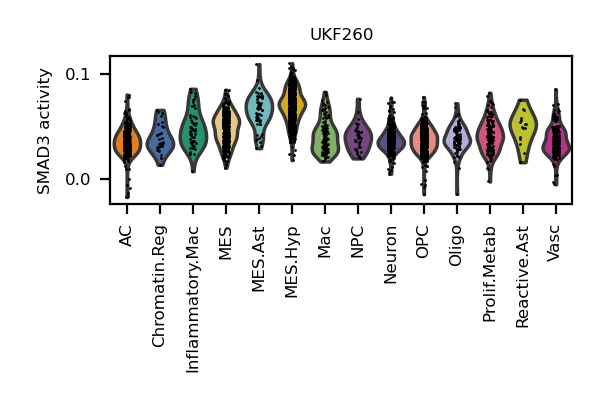 UKF260
SMAD3 activity
0.1
0.0
AC
Chromatin.Reg
Inflammatory.Mac
MES
MES.Ast
MES.Hyp
Mac
NPC
Neuron
OPC
Oligo
Prolif.Metab
Reactive.Ast
Vasc